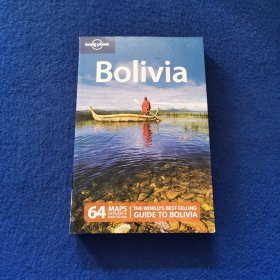 lonely planet
Bolivia
64 MAPS
THE WORLD'S BEST-SELLING
GUIDE TO BOLIVIA